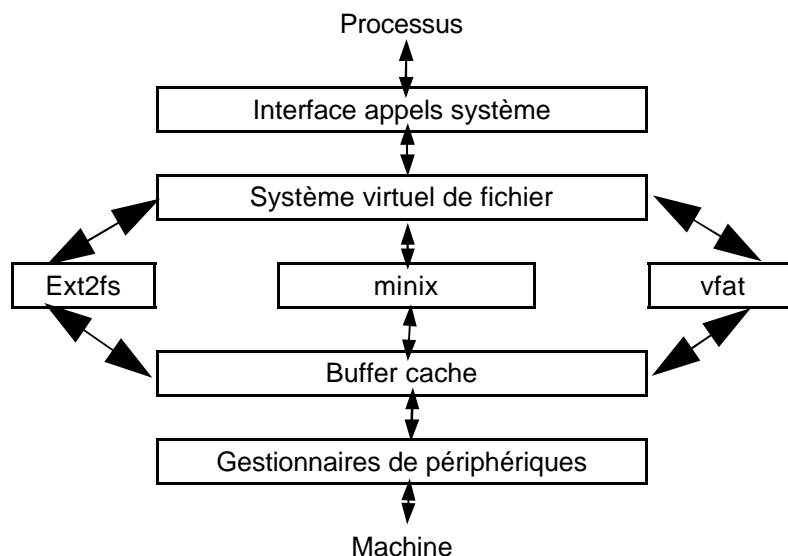 Processus
Interface appels système
Système virtuel de fichier
Ext2fs
minix
vfat
Buffer cache
Gestionnaires de périphériques
Machine